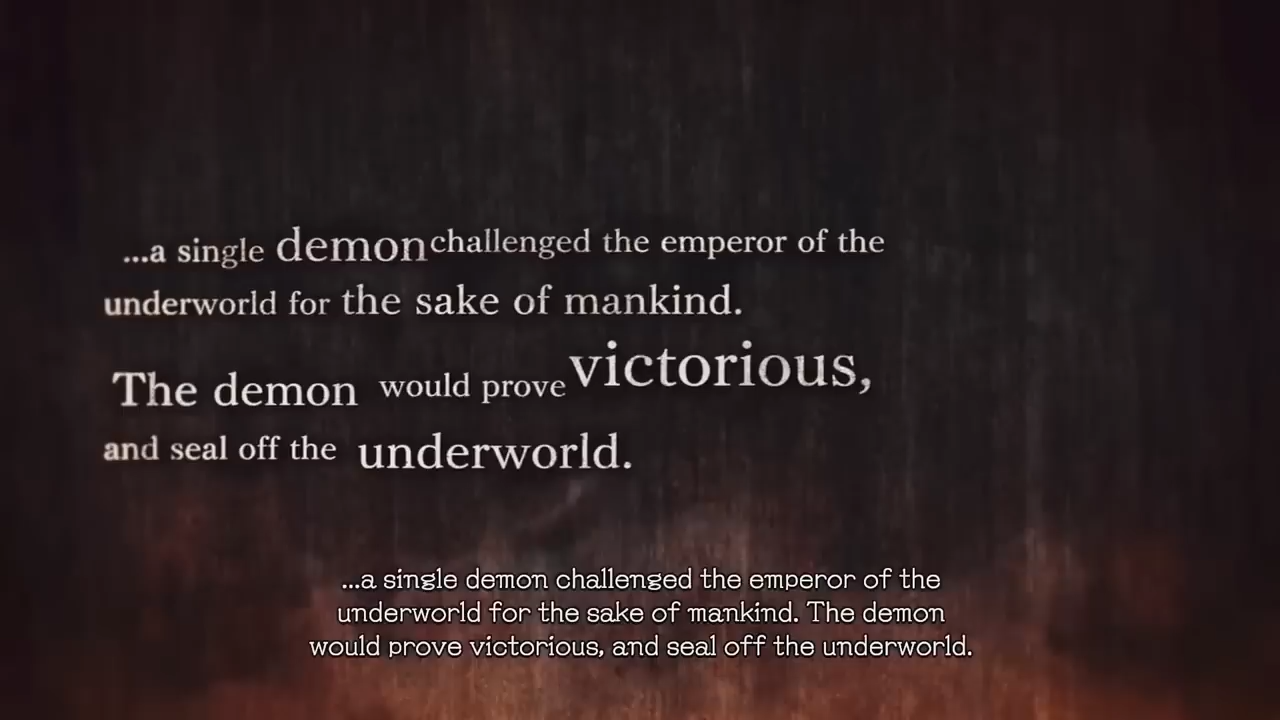 ...a single demon challenged the emperor of the
underworld for the sake of mankind.
The demon would prove victorious,
and seal off the underworld.
...a single demon challenged the emperor of the
underworld for the sake of mankind. The demon
would prove victorious, and seal off the underworld.